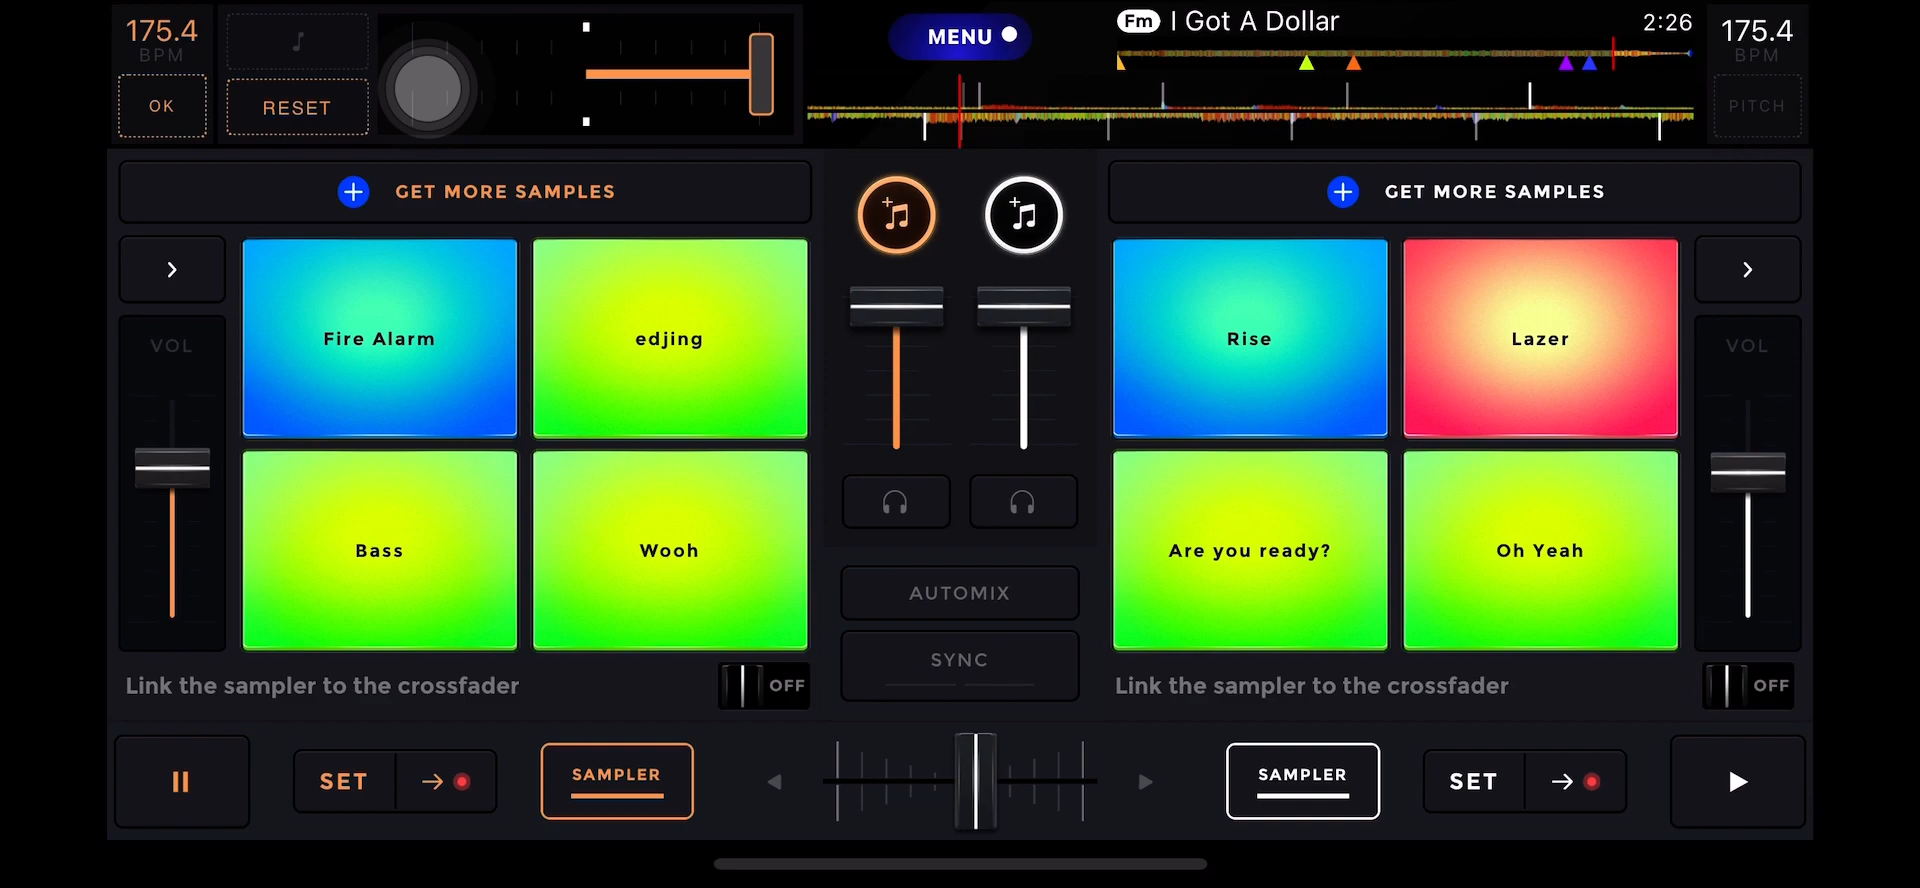 175.4
BPM
OK
RESET
MENU
Fm I Got A Dollar
2:26
175.4
BPM
PITCH
GET MORE SAMPLES
GET MORE SAMPLES
VOL
Fire Alarm
edjing
Bass
Wooh
Rise
Lazer
Are you ready?
Oh Yeah
VOL
AUTOMIX
SYNC
Link the sampler to the crossfader
OFF
Link the sampler to the crossfader
OFF
SET
SAMPLER
SAMPLER
SET